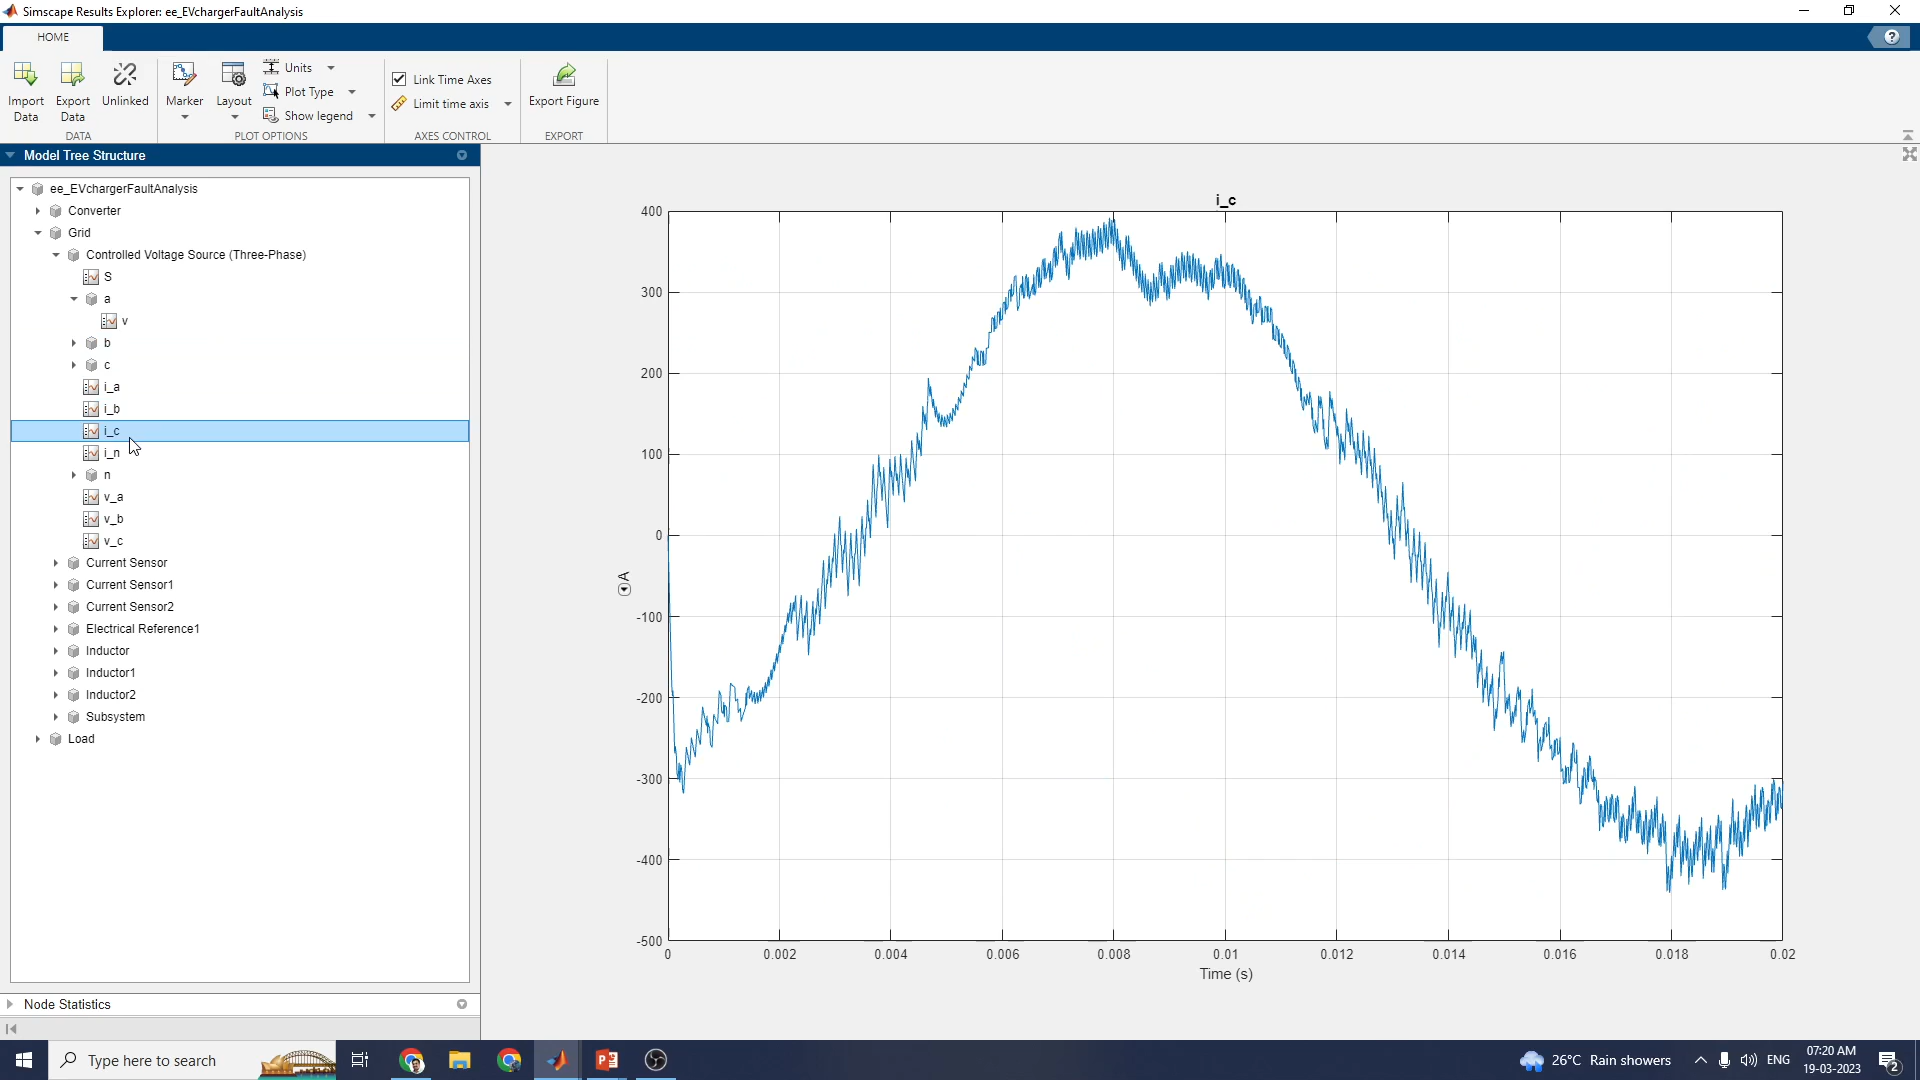 Simscape Results Explorer: ee_EVchargerFaultAnalysis
HOME
Import Data
Export Data
Unlinked
Marker
Layout
Units
Plot Type
Show legend
Link Time Axes
Limit time axis
Export Figure
DATA
PLOT OPTIONS
AXES CONTROL
EXPORT
Model Tree Structure
ee_EVchargerFaultAnalysis
Converter
Grid
Controlled Voltage Source (Three-Phase)
S
a
v
b
c
i_a
i_b
i_c
i_n
n
v_a
v_b
v_c
Current Sensor
Current Sensor1
Current Sensor2
Electrical Reference1
Inductor
Inductor1
Inductor2
Subsystem
Load
Node Statistics
i_c
400
300
200
100
0
-100
-200
-300
-400
-500
A
0 0.002 0.004 0.006 0.008 0.01 0.012 0.014 0.016 0.018 0.02
Time (s)
Type here to search
26°C Rain showers
ENG
07:20 AM
19-03-2023
2